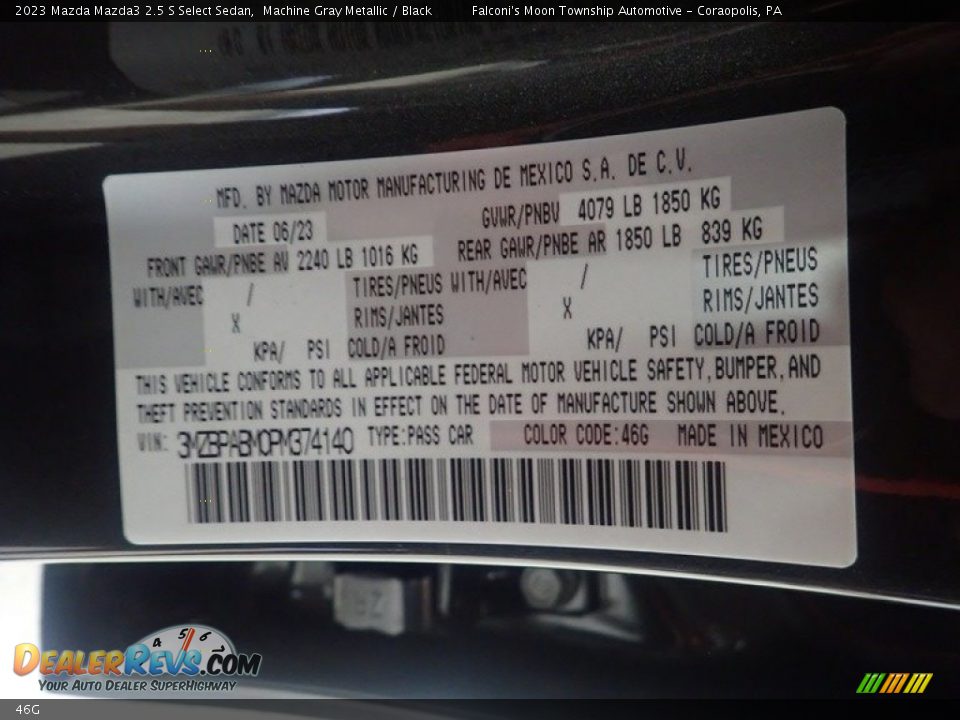 2023 Mazda Mazda3 2.5 S Select Sedan, Machine Gray Metallic / Black Falconi's Moon Township Automotive - Coraopolis, PA
MFD. BY MAZDA MOTOR MANUFACTURING DE MEXICO S.A. DE C.V.
DATE 06/23 GVWR/PNBV 4079 LB 1850 KG
FRONT GAWR/PNBE AV 2240 LB 1016 KG REAR GAWR/PNBE AR 1850 LB 839 KG
WITH/AVEC / TIRES/PNEUS WITH/AVEC / TIRES/PNEUS
X RIMS/JANTES X RIMS/JANTES
KPA/ PSI COLD/A FROID KPA/ PSI COLD/A FROID
THIS VEHICLE CONFORMS TO ALL APPLICABLE FEDERAL MOTOR VEHICLE SAFETY, BUMPER, AND
THEFT PREVENTION STANDARDS IN EFFECT ON THE DATE OF MANUFACTURE SHOWN ABOVE.
VIN: 3MZBPABM0PM374140 TYPE:PASS CAR COLOR CODE:46G MADE IN MEXICO
4 5 6
DEALERREVS.COM
YOUR AUTO DEALER SUPERHIGHWAY
46G